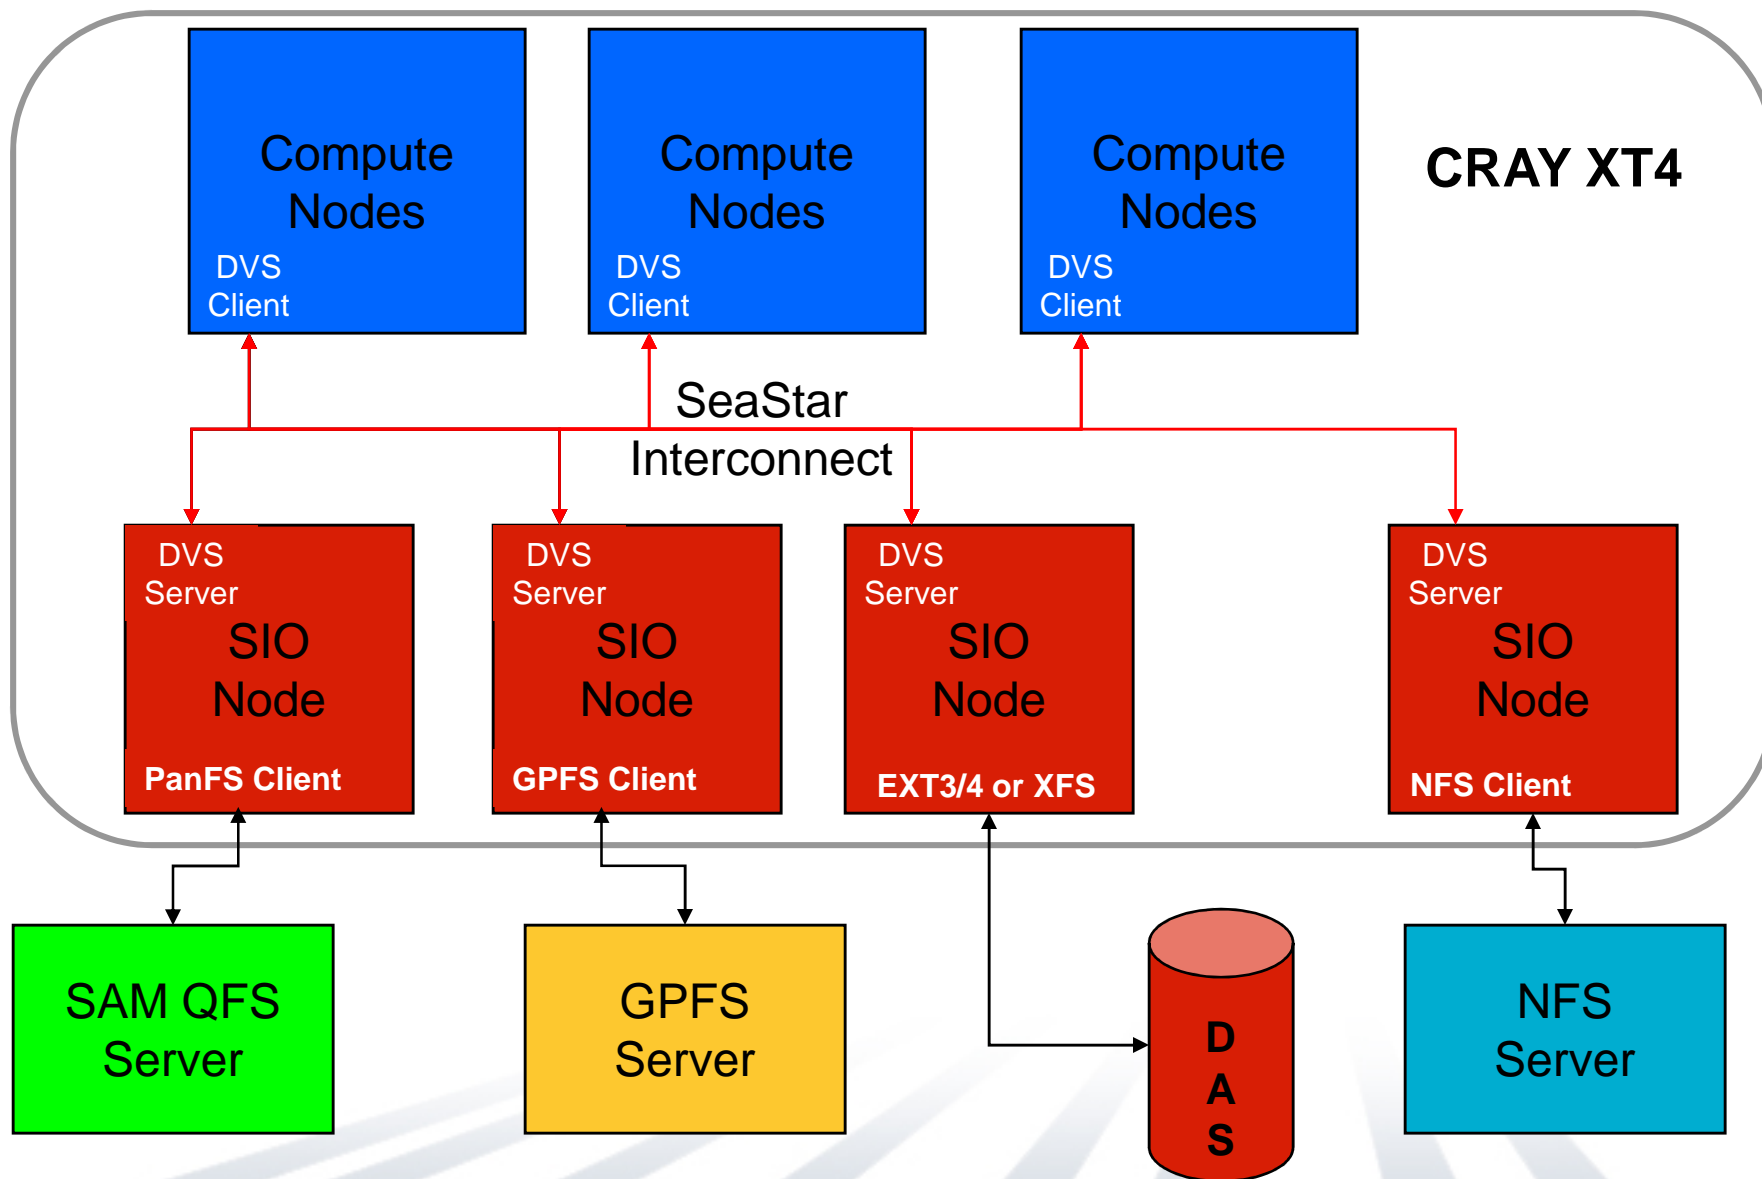 Compute
Nodes
DVS
Client
Compute
Nodes
DVS
Client
Compute
Nodes
DVS
Client
CRAY XT4
SeaStar
Interconnect
DVS
Server
SIO
Node
PanFS Client
DVS
Server
SIO
Node
GPFS Client
DVS
Server
SIO
Node
EXT3/4 or XFS
DVS
Server
SIO
Node
NFS Client
SAM QFS
Server
GPFS
Server
D
A
S
NFS
Server